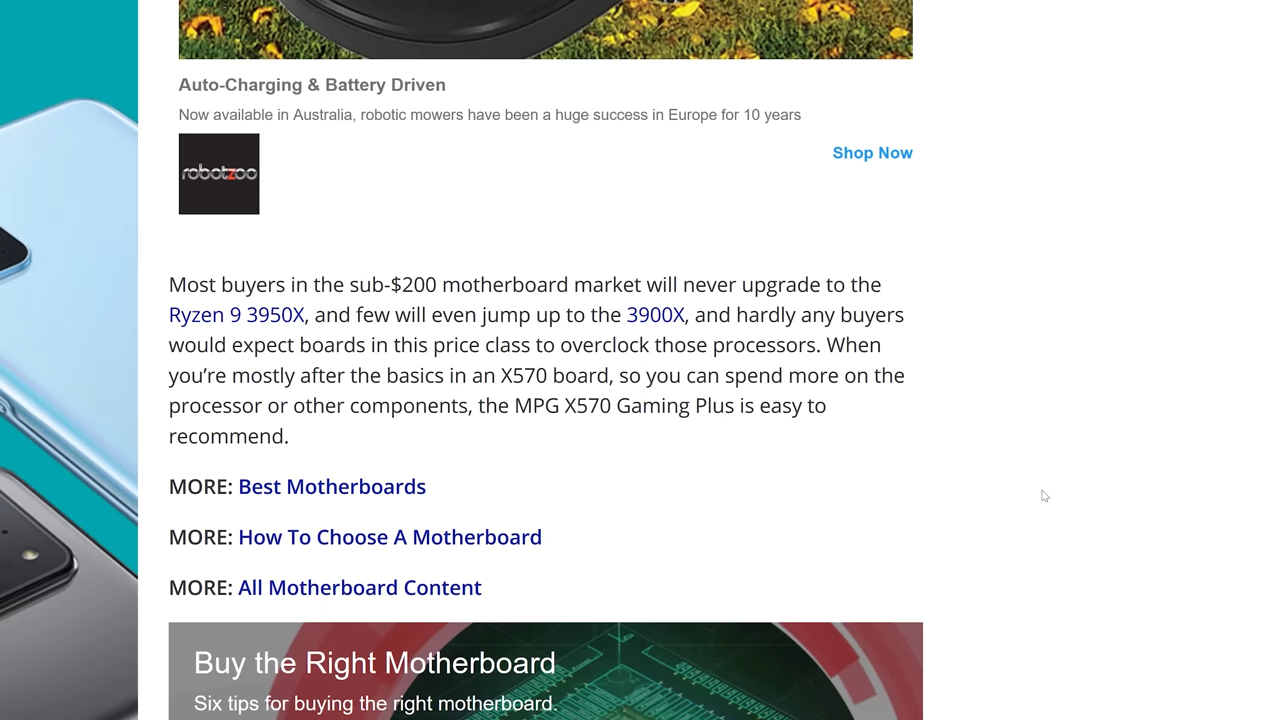 Auto-Charging & Battery Driven
Now available in Australia, robotic mowers have been a huge success in Europe for 10 years
Shop Now
robotzoo
Most buyers in the sub-$200 motherboard market will never upgrade to the
Ryzen 9 3950X, and few will even jump up to the 3900X, and hardly any buyers
would expect boards in this price class to overclock those processors. When
you’re mostly after the basics in an X570 board, so you can spend more on the
processor or other components, the MPG X570 Gaming Plus is easy to
recommend.
MORE: Best Motherboards
MORE: How To Choose A Motherboard
MORE: All Motherboard Content
Buy the Right Motherboard
Six tips for buying the right motherboard.